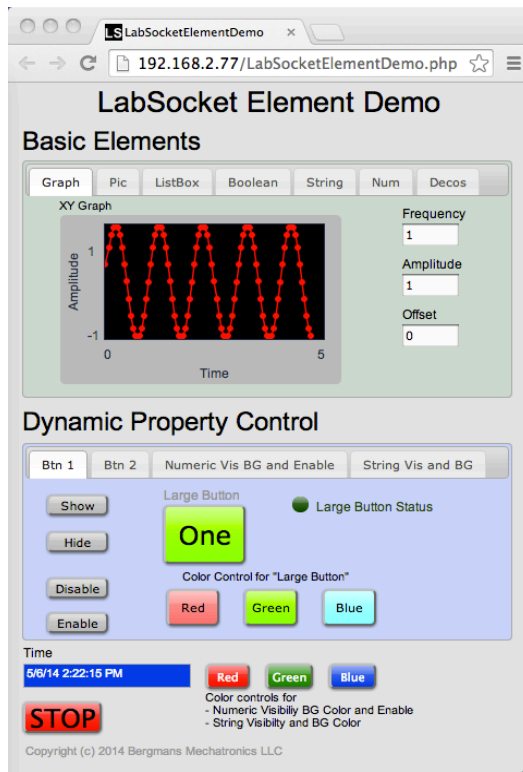 LS LabSocketElementDemo ×
192.168.2.77/LabSocketElementDemo.php
LabSocket Element Demo
Basic Elements
Graph Pic ListBox Boolean String Num Decos
XY Graph
Frequency
1
Amplitude
1
Offset
0
Amplitude
1
-1
0 5
Time
Dynamic Property Control
Btn 1 Btn 2 Numeric Vis BG and Enable String Vis and BG
Show
Hide
Disable
Enable
Large Button
One
Large Button Status
Color Control for "Large Button"
Red Green Blue
Time
5/6/14 2:22:15 PM
Red Green Blue
STOP
Color controls for
- Numeric Visibiliy BG Color and Enable
- String Visibilty and BG Color
Copyright (c) 2014 Bergmans Mechatronics LLC